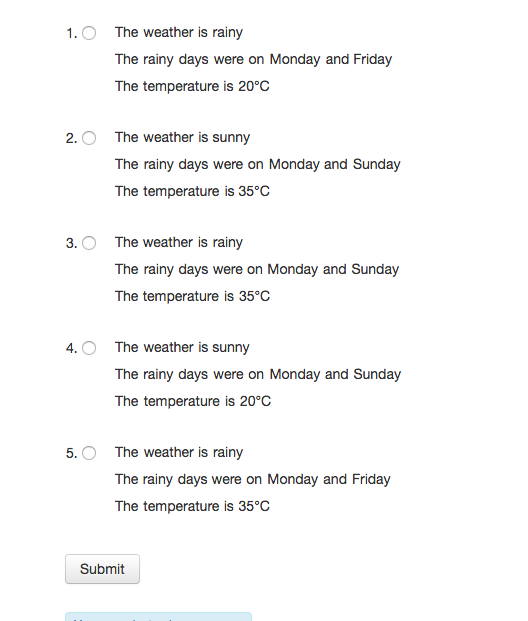 1. The weather is rainy
The rainy days were on Monday and Friday
The temperature is 20°C
2. The weather is sunny
The rainy days were on Monday and Sunday
The temperature is 35°C
3. The weather is rainy
The rainy days were on Monday and Sunday
The temperature is 35°C
4. The weather is sunny
The rainy days were on Monday and Sunday
The temperature is 20°C
5. The weather is rainy
The rainy days were on Monday and Friday
The temperature is 35°C
Submit